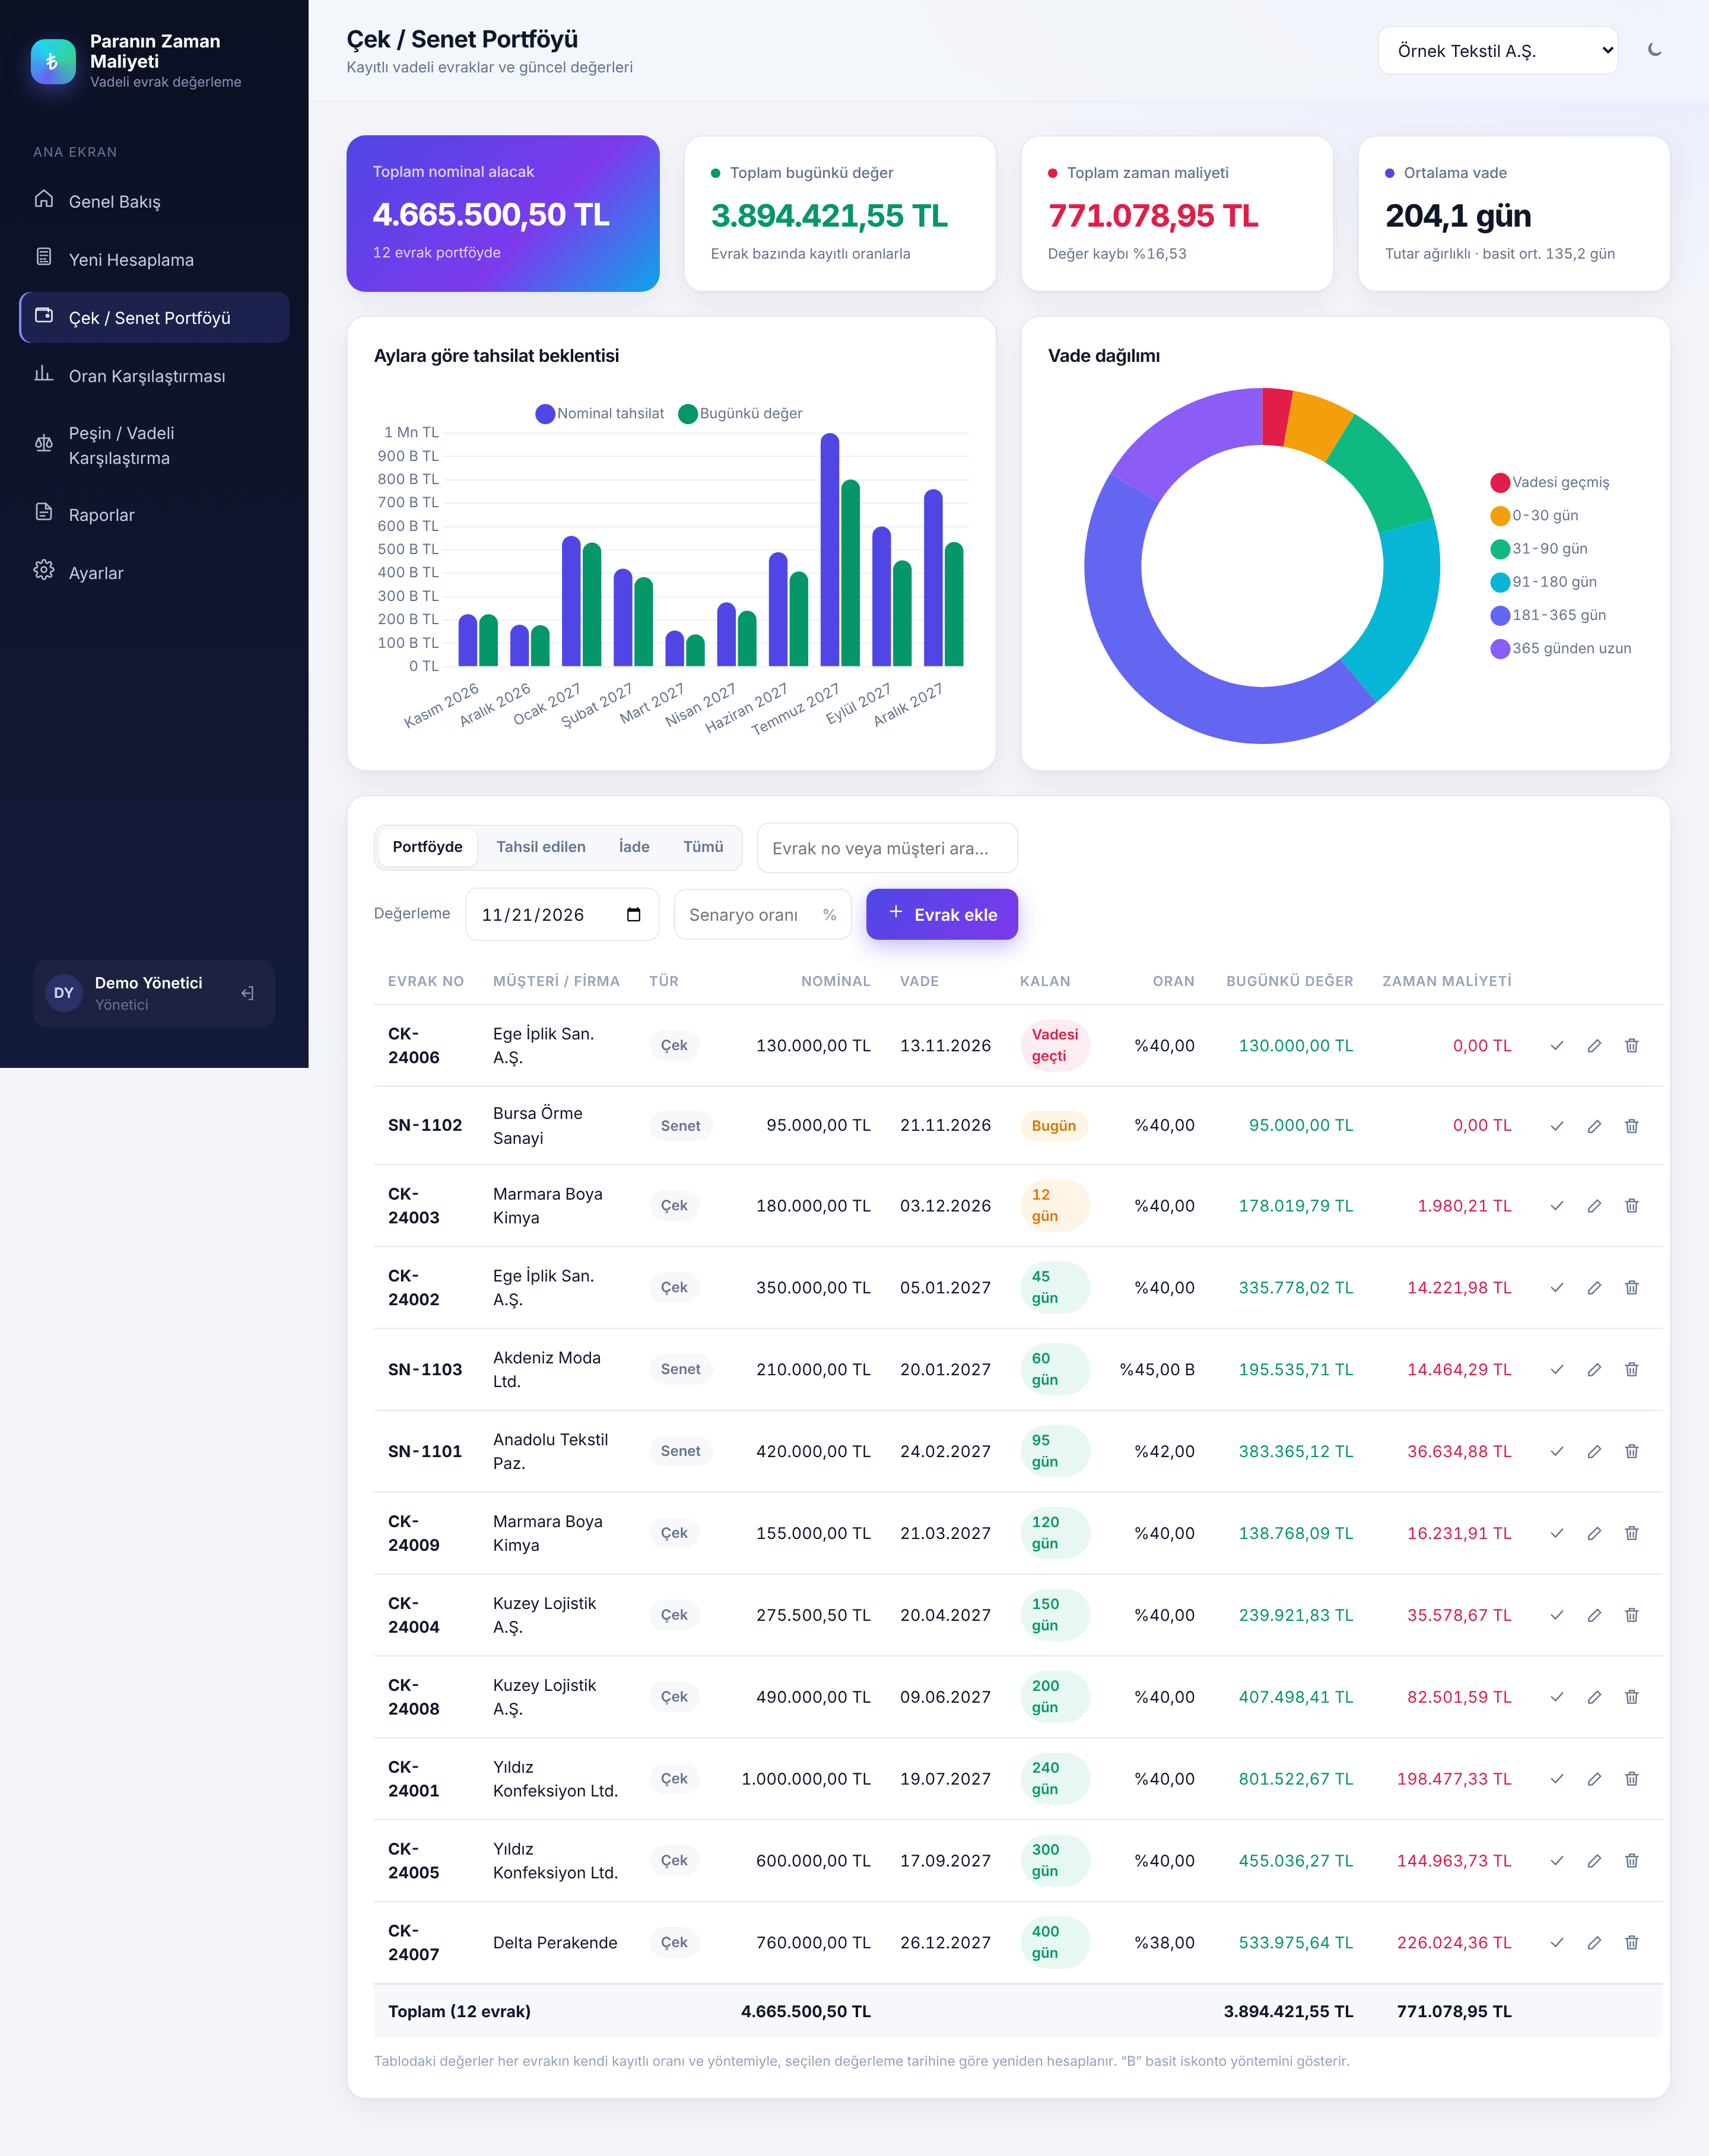 ₺
Paranın Zaman
Maliyeti
Vadeli evrak değerleme
ANA EKRAN
Genel Bakış
Yeni Hesaplama
Çek / Senet Portföyü
Oran Karşılaştırması
Peşin / Vadeli
Karşılaştırma
Raporlar
Ayarlar
DY
Demo Yönetici
Yönetici
Çek / Senet Portföyü
Kayıtlı vadeli evraklar ve güncel değerleri
Örnek Tekstil A.Ş.
Toplam nominal alacak
4.665.500,50 TL
12 evrak portföyde
Toplam bugünkü değer
3.894.421,55 TL
Evrak bazında kayıtlı oranlarla
Toplam zaman maliyeti
771.078,95 TL
Değer kaybı %16,53
Ortalama vade
204,1 gün
Tutar ağırlıklı · basit ort. 135,2 gün
Aylara göre tahsilat beklentisi
Nominal tahsilat Bugünkü değer
1 Mn TL
900 B TL
800 B TL
700 B TL
600 B TL
500 B TL
400 B TL
300 B TL
200 B TL
100 B TL
0 TL
Kasım 2026
Aralık 2026
Ocak 2027
Şubat 2027
Mart 2027
Nisan 2027
Haziran 2027
Temmuz 2027
Eylül 2027
Aralık 2027
Vade dağılımı
Vadesi geçmiş
0-30 gün
31-90 gün
91-180 gün
181-365 gün
365 günden uzun
Portföyde Tahsil edilen İade Tümü Evrak no veya müşteri ara...
Değerleme 11/21/2026 Senaryo oranı % + Evrak ekle
EVRAK NO MÜŞTERİ / FİRMA TÜR NOMİNAL VADE KALAN ORAN BUGÜNKÜ DEĞER ZAMAN MALİYETİ
CK-
24006
Ege İplik San.
A.Ş.
Çek 130.000,00 TL 13.11.2026
Vadesi
geçti
%40,00 130.000,00 TL 0,00 TL
SN-1102
Bursa Örme
Sanayi
Senet 95.000,00 TL 21.11.2026 Bugün %40,00 95.000,00 TL 0,00 TL
CK-
24003
Marmara Boya
Kimya
Çek 180.000,00 TL 03.12.2026
12
gün
%40,00 178.019,79 TL 1.980,21 TL
CK-
24002
Ege İplik San.
A.Ş.
Çek 350.000,00 TL 05.01.2027
45
gün
%40,00 335.778,02 TL 14.221,98 TL
SN-1103
Akdeniz Moda
Ltd.
Senet 210.000,00 TL 20.01.2027
60
gün
%45,00 B 195.535,71 TL 14.464,29 TL
SN-1101
Anadolu Tekstil
Paz.
Senet 420.000,00 TL 24.02.2027
95
gün
%42,00 383.365,12 TL 36.634,88 TL
CK-
24009
Marmara Boya
Kimya
Çek 155.000,00 TL 21.03.2027
120
gün
%40,00 138.768,09 TL 16.231,91 TL
CK-
24004
Kuzey Lojistik
A.Ş.
Çek 275.500,50 TL 20.04.2027
150
gün
%40,00 239.921,83 TL 35.578,67 TL
CK-
24008
Kuzey Lojistik
A.Ş.
Çek 490.000,00 TL 09.06.2027
200
gün
%40,00 407.498,41 TL 82.501,59 TL
CK-
24001
Yıldız
Konfeksiyon Ltd.
Çek 1.000.000,00 TL 19.07.2027
240
gün
%40,00 801.522,67 TL 198.477,33 TL
CK-
24005
Yıldız
Konfeksiyon Ltd.
Çek 600.000,00 TL 17.09.2027
300
gün
%40,00 455.036,27 TL 144.963,73 TL
CK-
24007
Delta Perakende
Çek 760.000,00 TL 26.12.2027
400
gün
%38,00 533.975,64 TL 226.024,36 TL
Toplam (12 evrak) 4.665.500,50 TL 3.894.421,55 TL 771.078,95 TL
Tablodaki değerler her evrakın kendi kayıtlı oranı ve yöntemiyle, seçilen değerleme tarihine göre yeniden hesaplanır. “B” basit iskonto yöntemini gösterir.